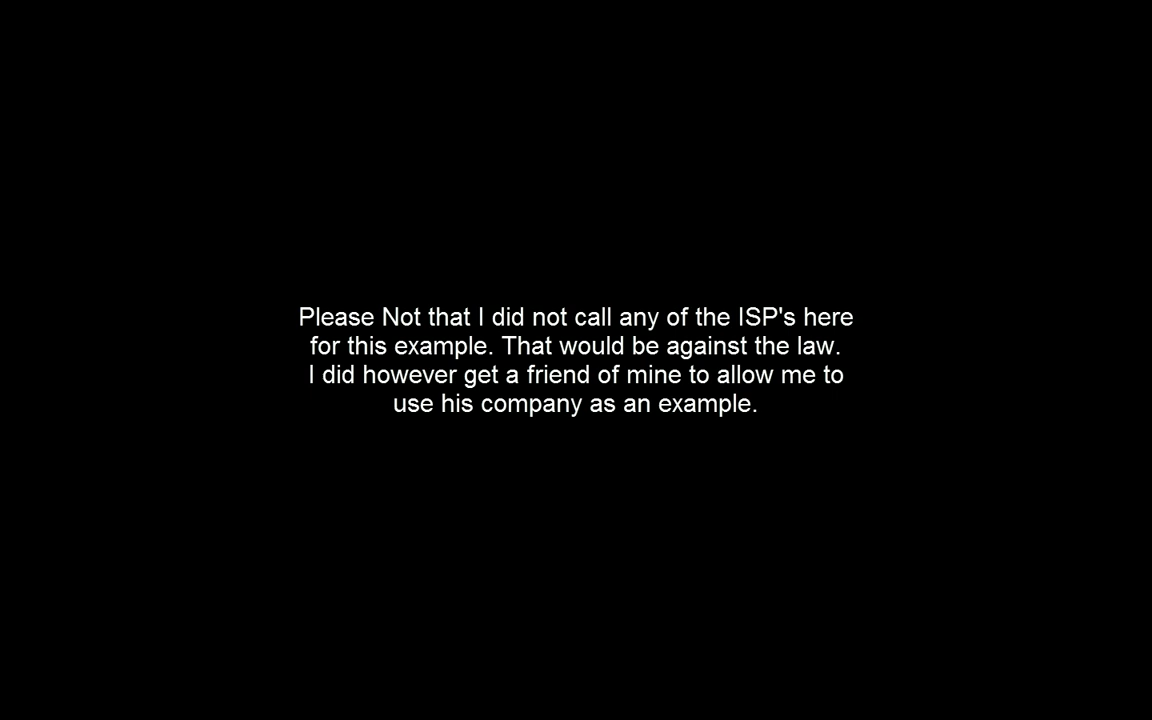 Please Not that I did not call any of the ISP's here
for this example. That would be against the law.
I did however get a friend of mine to allow me to
use his company as an example.